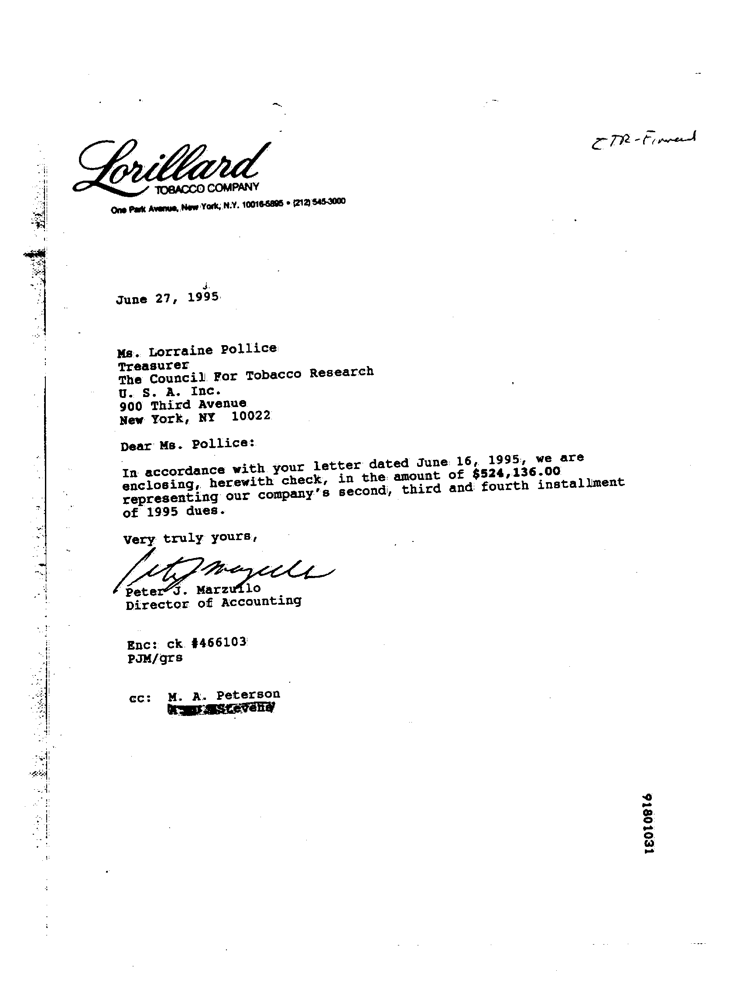 CTR-
Lorillard
TOBACCO COMPANY
One Park Avenue, New York, N.Y. 10016-5895 • (212) 545-3000
June 27, 1995
Ms. Lorraine Pollice
Treasurer
The Council For Tobacco Research
U. S. A. Inc.
900 Third Avenue
New York, NY 10022
Dear Ms. Pollice:
In accordance with your letter dated June 16, 1995, we are
enclosing, herewith check, in the amount of $524,136.00
representing our company's second, third and fourth installment
of 1995 dues.
Very truly yours,
Peter J. Marzullo
Director of Accounting
Enc: ck #466103
PJM/grs
cc: M. A. Peterson
Stevens
91801031